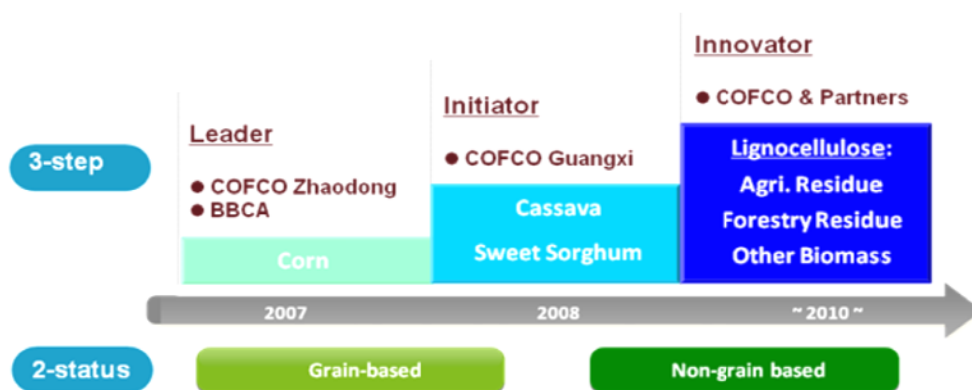 Innovator
● COFCO & Partners
Initiator
● COFCO Guangxi
Leader
● COFCO Zhaodong
● BBCA
3-step
Lignocellulose:
Agri. Residue
Forestry Residue
Other Biomass
Cassava
Sweet Sorghum
Corn
2007
2008
~ 2010 ~
2-status
Grain-based
Non-grain based